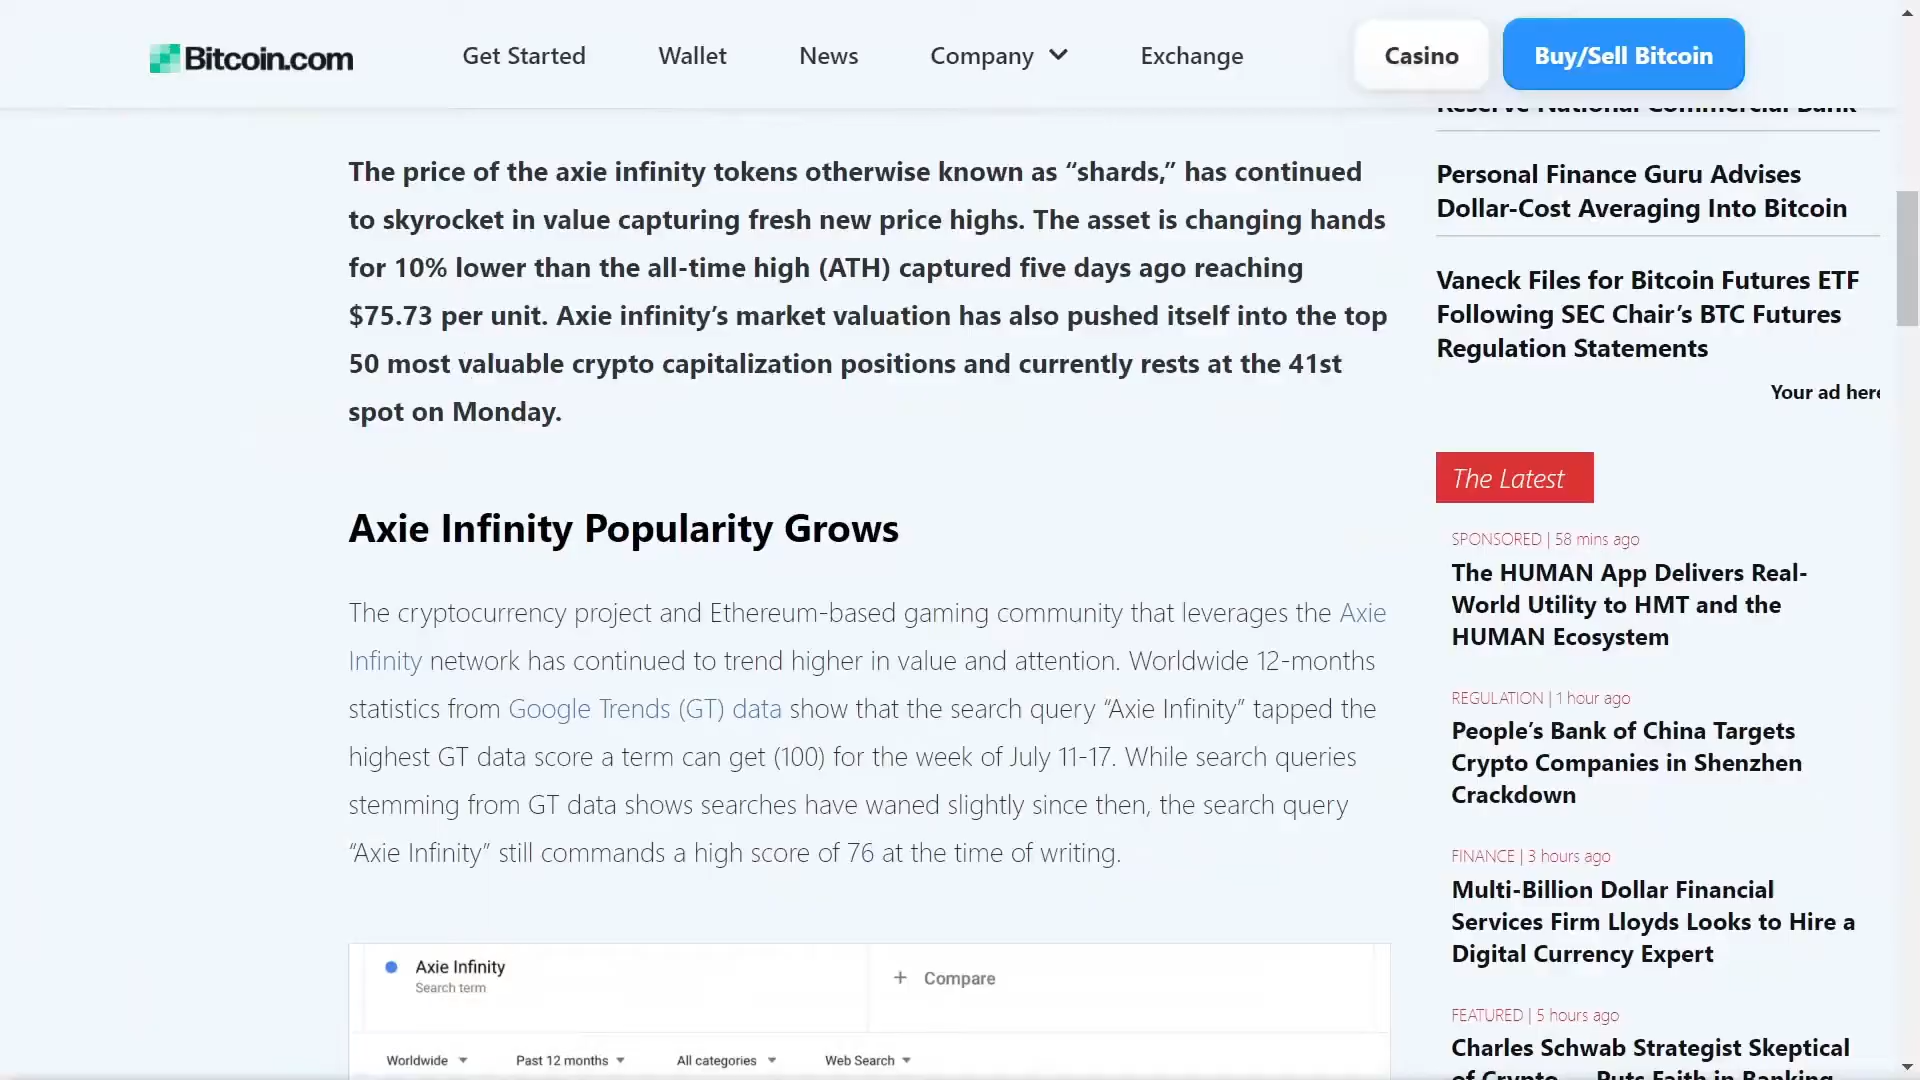 Bitcoin.com
Get Started
Wallet
News
Company
Exchange
Casino
Buy/Sell Bitcoin
The price of the axie infinity tokens otherwise known as “shards,” has continued
to skyrocket in value capturing fresh new price highs. The asset is changing hands
for 10% lower than the all-time high (ATH) captured five days ago reaching
$75.73 per unit. Axie infinity’s market valuation has also pushed itself into the top
50 most valuable crypto capitalization positions and currently rests at the 41st
spot on Monday.
Axie Infinity Popularity Grows
The cryptocurrency project and Ethereum-based gaming community that leverages the Axie
Infinity network has continued to trend higher in value and attention. Worldwide 12-months
statistics from Google Trends (GT) data show that the search query “Axie Infinity” tapped the
highest GT data score a term can get (100) for the week of July 11-17. While search queries
stemming from GT data shows searches have waned slightly since then, the search query
“Axie Infinity” still commands a high score of 76 at the time of writing.
Axie Infinity
Search term
+ Compare
Worldwide
Past 12 months
All categories
Web Search
Reserve National Commercial Bank
Personal Finance Guru Advises
Dollar-Cost Averaging Into Bitcoin
Vaneck Files for Bitcoin Futures ETF
Following SEC Chair’s BTC Futures
Regulation Statements
Your ad here
The Latest
SPONSORED | 58 mins ago
The HUMAN App Delivers Real-
World Utility to HMT and the
HUMAN Ecosystem
REGULATION | 1 hour ago
People’s Bank of China Targets
Crypto Companies in Shenzhen
Crackdown
FINANCE | 3 hours ago
Multi-Billion Dollar Financial
Services Firm Lloyds Looks to Hire a
Digital Currency Expert
FEATURED | 5 hours ago
Charles Schwab Strategist Skeptical
of Crypto — Puts Faith in Banking